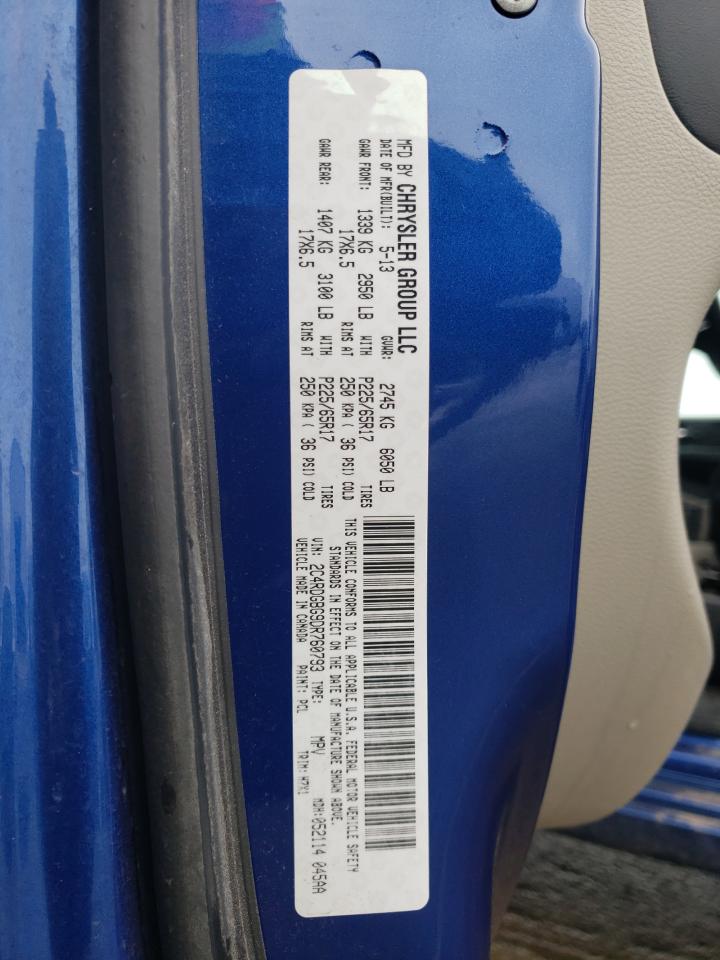 MFD BY CHRYSLER GROUP LLC
DATE OF MFR(BUILT): 5-13 GVWR: 2745 KG 6050 LB
GAWR FRONT: 1339 KG 2950 LB WITH P225/65R17 TIRES
17X6.5 RIMS AT 250 KPA ( 36 PSI) COLD
GAWR REAR: 1407 KG 3100 LB WITH P225/65R17 TIRES
17X6.5 RIMS AT 250 KPA ( 36 PSI) COLD
THIS VEHICLE CONFORMS TO ALL APPLICABLE U.S.A. FEDERAL MOTOR VEHICLE SAFETY
STANDARDS IN EFFECT ON THE DATE OF MANUFACTURE SHOWN ABOVE.
VIN: 2C4RDGBG9DR760793 TYPE: MPV MDH:052114 045AA
VEHICLE MADE IN CANADA PAINT: PCL TRIM: